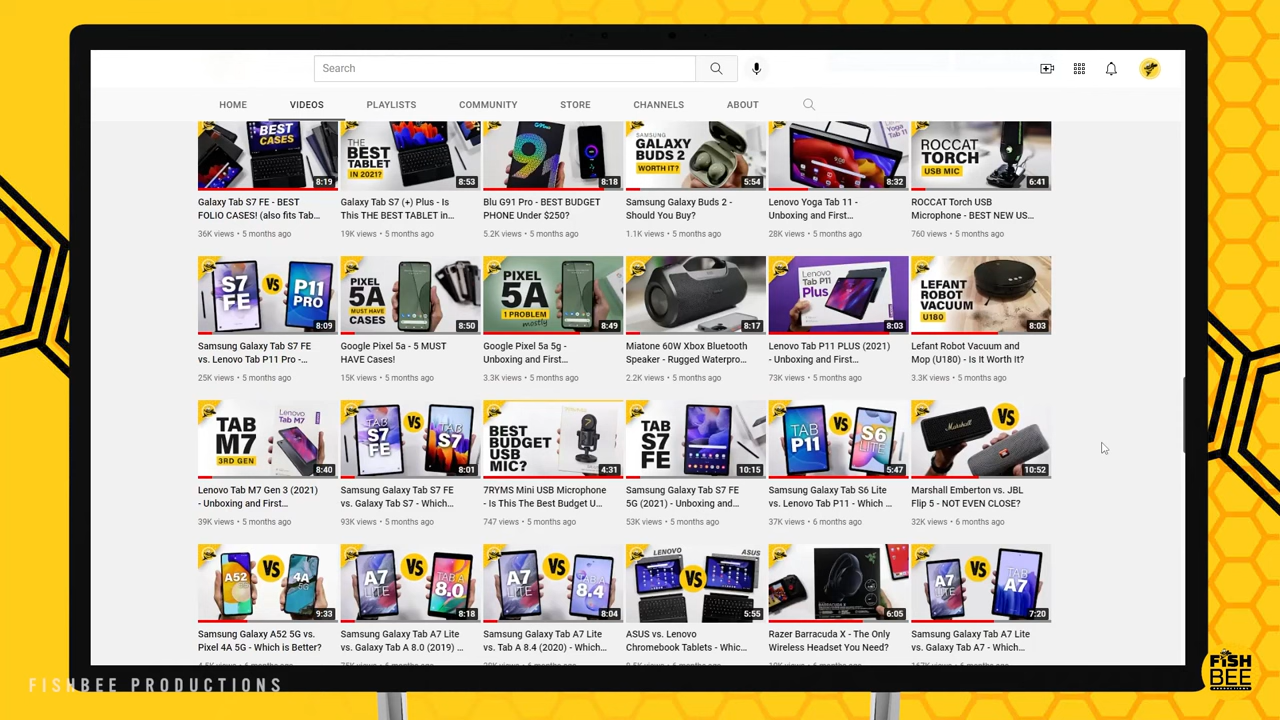 Search
HOME
VIDEOS
PLAYLISTS
COMMUNITY
STORE
CHANNELS
ABOUT
BEST
CASES!
8:19
THE
BEST
TABLET
IN 2021?
8:53
8:18
SAMSUNG
GALAXY
BUDS 2
WORTH IT?
5:54
Yoga
Tab 11
8:32
ROCCAT
TORCH
USB MIC
6:41
Galaxy Tab S7 FE - BEST
FOLIO CASES! (also fits Tab...
36K views • 5 months ago
Galaxy Tab S7 (+) Plus - Is
This THE BEST TABLET in...
19K views • 5 months ago
Blu G91 Pro - BEST BUDGET
PHONE Under $250?
5.2K views • 5 months ago
Samsung Galaxy Buds 2 -
Should You Buy?
1.1K views • 5 months ago
Lenovo Yoga Tab 11 -
Unboxing and First...
28K views • 5 months ago
ROCCAT Torch USB
Microphone - BEST NEW US...
760 views • 5 months ago
S7
FE
VS
P11
PRO
8:09
PIXEL
5A
MUST HAVE
CASES
8:50
PIXEL
5A
1 PROBLEM
mostly
8:49
8:17
Lenovo
Tab P11
Plus
8:03
LEFANT
ROBOT
VACUUM
U180
8:03
Samsung Galaxy Tab S7 FE
vs. Lenovo Tab P11 Pro -...
25K views • 5 months ago
Google Pixel 5a - 5 MUST
HAVE Cases!
15K views • 5 months ago
Google Pixel 5a 5g -
Unboxing and First...
3.3K views • 5 months ago
Miatone 60W Xbox Bluetooth
Speaker - Rugged Waterpro...
2.2K views • 5 months ago
Lenovo Tab P11 PLUS (2021)
- Unboxing and First...
73K views • 5 months ago
Lefant Robot Vacuum and
Mop (U180) - Is It Worth It?
3.3K views • 5 months ago
TAB
M7
3RD GEN
Lenovo
Tab M7
8:40
TAB
S7
FE
VS
TAB
S7
8:01
BEST
BUDGET
USB
MIC?
4:31
TAB
S7
FE
10:15
TAB
P11
VS
S6
LITE
5:47
Marshall
VS
10:52
Lenovo Tab M7 Gen 3 (2021)
- Unboxing and First...
39K views • 5 months ago
Samsung Galaxy Tab S7 FE
vs. Galaxy Tab S7 - Which...
93K views • 5 months ago
7RYMS Mini USB Microphone
- Is This The Best Budget U...
747 views • 5 months ago
Samsung Galaxy Tab S7 FE
5G (2021) - Unboxing and...
53K views • 5 months ago
Samsung Galaxy Tab S6 Lite
vs. Lenovo Tab P11 - Which ...
37K views • 6 months ago
Marshall Emberton vs. JBL
Flip 5 - NOT EVEN CLOSE?
32K views • 6 months ago
A52
VS
4A
5G
9:33
A7
LITE
VS
TAB A
8.0
8:18
A7
LITE
VS
TAB A
8.4
8:04
LENOVO
VS
ASUS
5:55
6:05
A7
LITE
VS
TAB
A7
7:20
Samsung Galaxy A52 5G vs.
Pixel 4A 5G - Which is Better?
Samsung Galaxy Tab A7 Lite
vs. Galaxy Tab A 8.0 (2019) ...
Samsung Galaxy Tab A7 Lite
vs. Tab A 8.4 (2020) - Which...
ASUS vs. Lenovo
Chromebook Tablets - Whic...
Razer Barracuda X - The Only
Wireless Headset You Need?
Samsung Galaxy Tab A7 Lite
vs. Galaxy Tab A7 - Which...
FISHBEE PRODUCTIONS
FISH
BEE